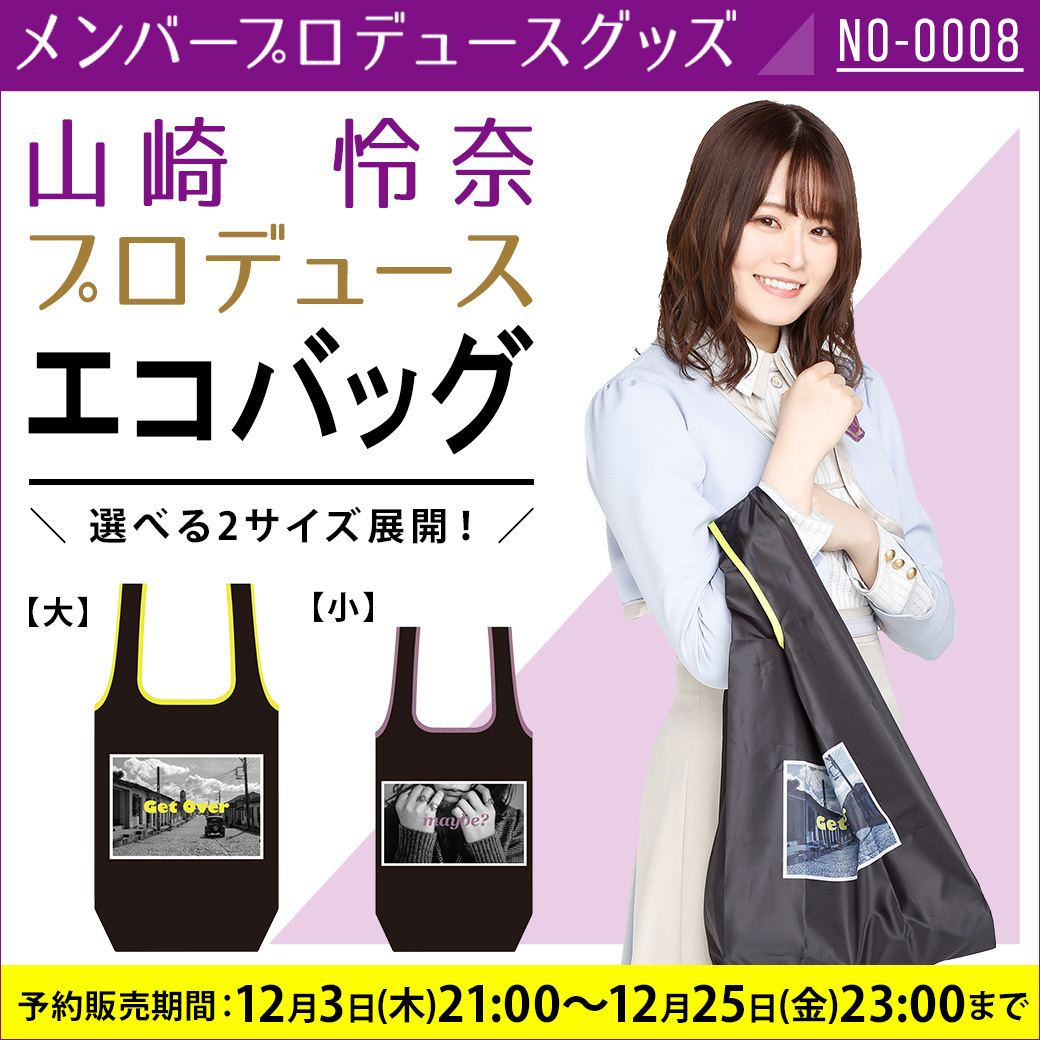 メンバープロデュースグッズ NO-0008
山崎 怜奈
プロデュース
エコバッグ
＼ 選べる2サイズ展開！ ／
【大】
【小】
Get Over
maybe?
Get
予約販売期間：12月3日(木)21:00～12月25日(金)23:00まで